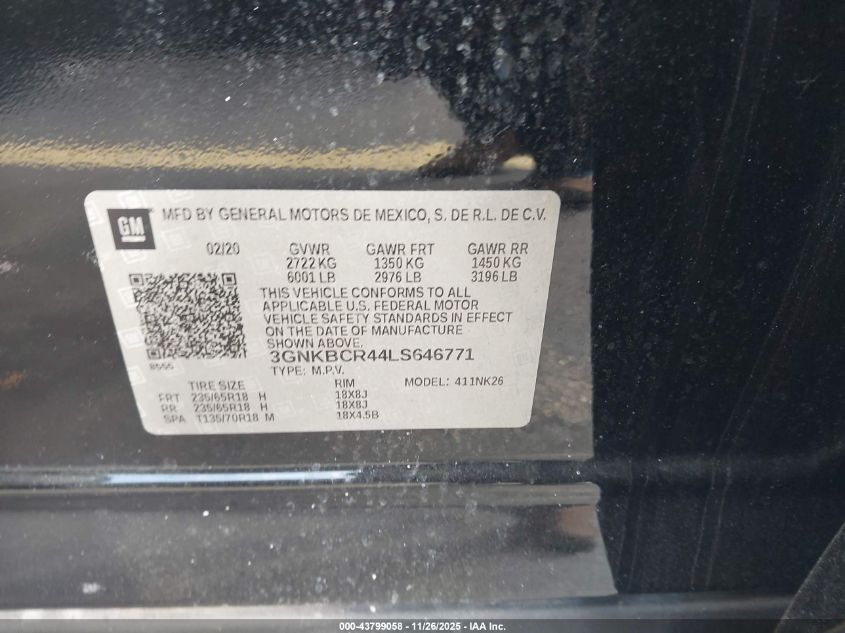 GM
MFD BY GENERAL MOTORS DE MEXICO, S. DE R.L. DE C.V.
02/20 GVWR GAWR FRT GAWR RR
2722 KG 1350 KG 1450 KG
6001 LB 2976 LB 3196 LB
THIS VEHICLE CONFORMS TO ALL
APPLICABLE U.S. FEDERAL MOTOR
VEHICLE SAFETY STANDARDS IN EFFECT
ON THE DATE OF MANUFACTURE
SHOWN ABOVE.
3GNKBCR44LS646771
TYPE: M.P.V.
TIRE SIZE RIM MODEL: 411NK26
FRT 235/65R18 H 18X8J
RR 235/65R18 H 18X8J
SPA T135/70R18 M 18X4.5B
000-43799058 - 11/26/2025 - IAA Inc.